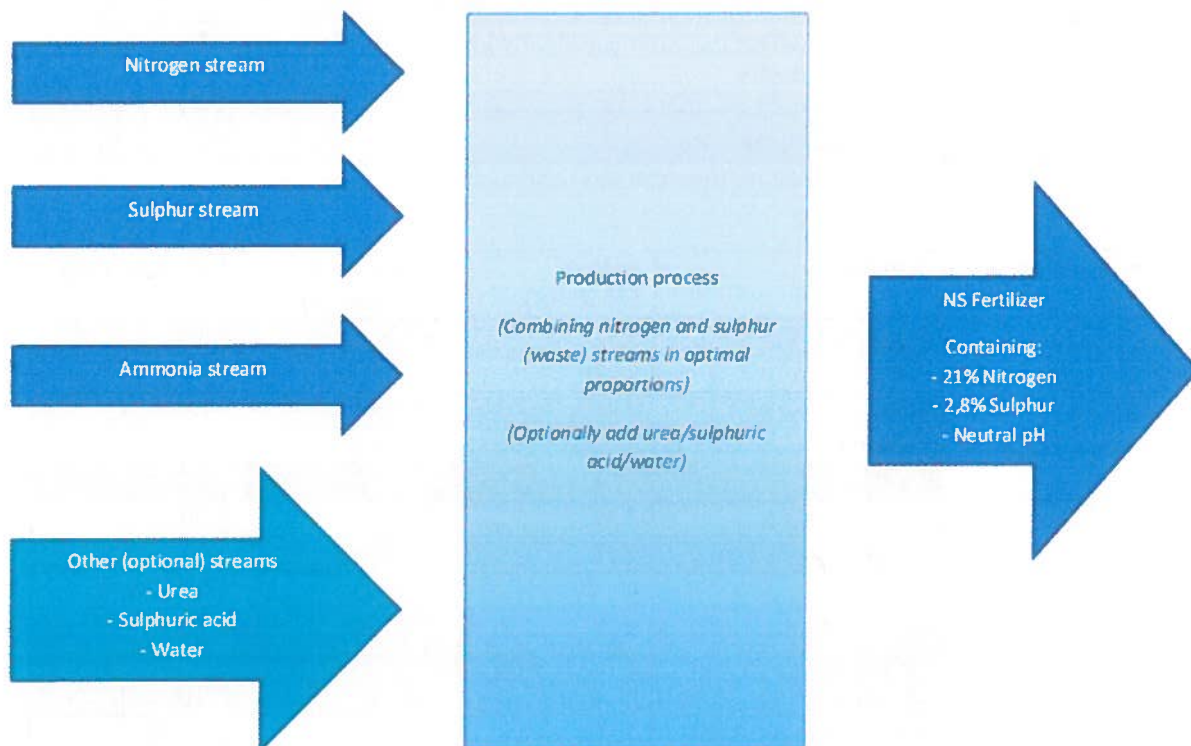 Nitrogen stream
Sulphur stream
Ammonia stream
Other (optional) streams
- Urea
- Sulphuric acid
- Water
Production process
(Combining nitrogen and sulphur
(waste) streams in optimal
proportions)
(Optionally add urea/sulphuric
acid/water)
NS Fertilizer
Containing:
- 21% Nitrogen
- 2,8% Sulphur
- Neutral pH